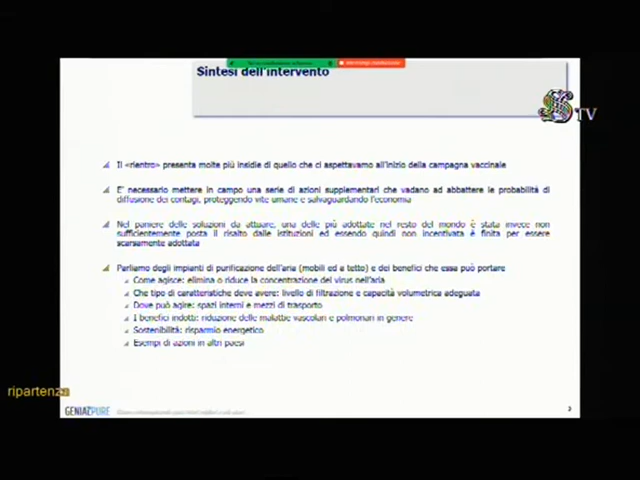 Sintesi dell'intervento
TV
Il «rientro» presenta molte più insidie di quello che ci aspettavamo all'inizio della campagna vaccinale
E' necessario mettere in campo una serie di azioni supplementari che vadano ad abbattere le probabilità di
diffusione dei contagi, proteggendo vite umane e salvaguardando l'economia
Nel paniere delle soluzioni da attuare, una delle più adottate nel resto del mondo è stata invece non
sufficientemente posta il risalto dalle istituzioni ed essendo quindi non incentivata è finita per essere
scarsamente adottata
Parliamo degli impianti di purificazione dell'aria (mobili ed a tetto) e dei benefici che essa può portare
Come agisce: elimina o riduce la concentrazione del virus nell'aria
Che tipo di caratteristiche deve avere: livello di filtrazione e capacità volumetrica adeguata
Dove può agire: spazi interni e mezzi di trasporto
I benefici indotti: riduzione delle malattie vascolari e polmonari in genere
Sostenibilità: risparmio energetico
Esempi di azioni in altri paesi
ripartenza
GENIAZPURE
3